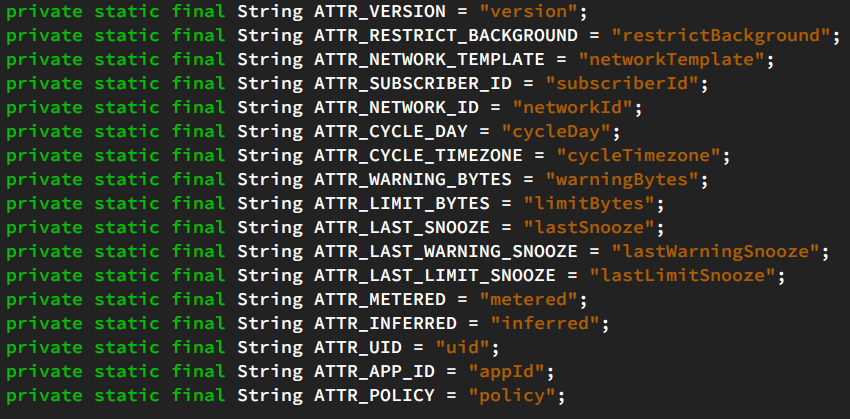 private static final String ATTR_VERSION = "version";
private static final String ATTR_RESTRICT_BACKGROUND = "restrictBackground";
private static final String ATTR_NETWORK_TEMPLATE = "networkTemplate";
private static final String ATTR_SUBSCRIBER_ID = "subscriberId";
private static final String ATTR_NETWORK_ID = "networkId";
private static final String ATTR_CYCLE_DAY = "cycleDay";
private static final String ATTR_CYCLE_TIMEZONE = "cycleTimezone";
private static final String ATTR_WARNING_BYTES = "warningBytes";
private static final String ATTR_LIMIT_BYTES = "limitBytes";
private static final String ATTR_LAST_SNOOZE = "lastSnooze";
private static final String ATTR_LAST_WARNING_SNOOZE = "lastWarningSnooze";
private static final String ATTR_LAST_LIMIT_SNOOZE = "lastLimitSnooze";
private static final String ATTR_METERED = "metered";
private static final String ATTR_INFERRED = "inferred";
private static final String ATTR_UID = "uid";
private static final String ATTR_APP_ID = "appId";
private static final String ATTR_POLICY = "policy";